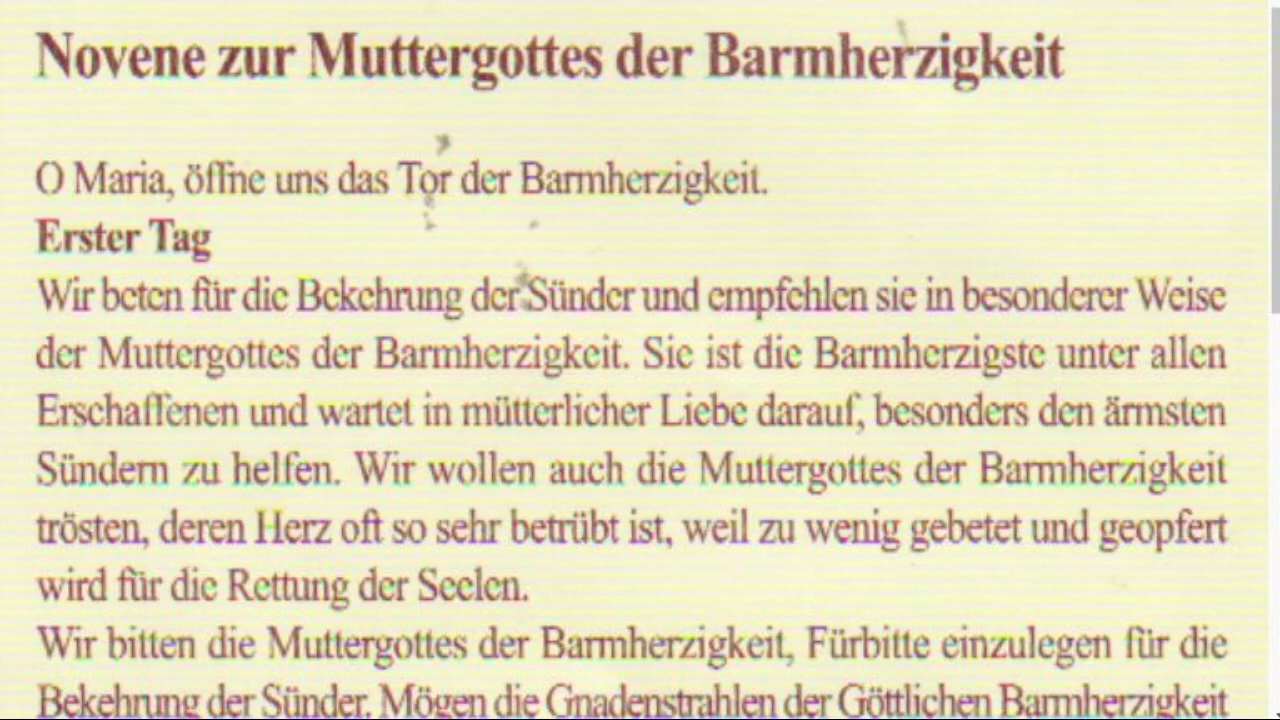 Novene zur Muttergottes der Barmherzigkeit
O Maria, öffne uns das Tor der Barmherzigkeit.
Erster Tag
Wir beten für die Bekehrung der Sünder und empfehlen sie in besonderer Weise
der Muttergottes der Barmherzigkeit. Sie ist die Barmherzigste unter allen
Erschaffenen und wartet in mütterlicher Liebe darauf, besonders den ärmsten
Sündern zu helfen. Wir wollen auch die Muttergottes der Barmherzigkeit
trösten, deren Herz oft so sehr betrübt ist, weil zu wenig gebetet und geopfert
wird für die Rettung der Seelen.
Wir bitten die Muttergottes der Barmherzigkeit, Fürbitte einzulegen für die
Bekehrung der Sünder. Mögen die Gnadenstrahlen der Göttlichen Barmherzigkeit